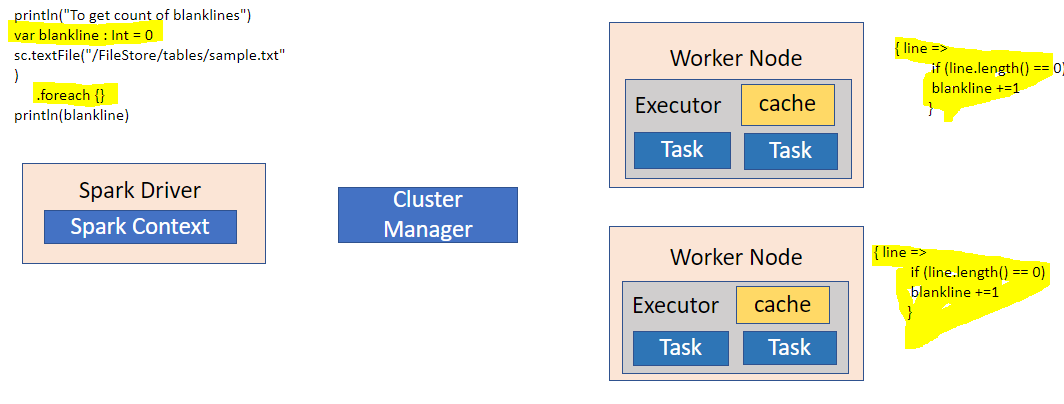 println("To get count of blanklines")
var blankline : Int = 0
sc.textFile("/FileStore/tables/sample.txt"
)
.foreach {}
println(blankline)
Spark Driver
Spark Context
Cluster
Manager
Worker Node
Executor
cache
Task
Task
{ line =>
if (line.length() == 0)
blankline +=1
}
Worker Node
Executor
cache
Task
Task
{ line =>
if (line.length() == 0)
blankline +=1
}